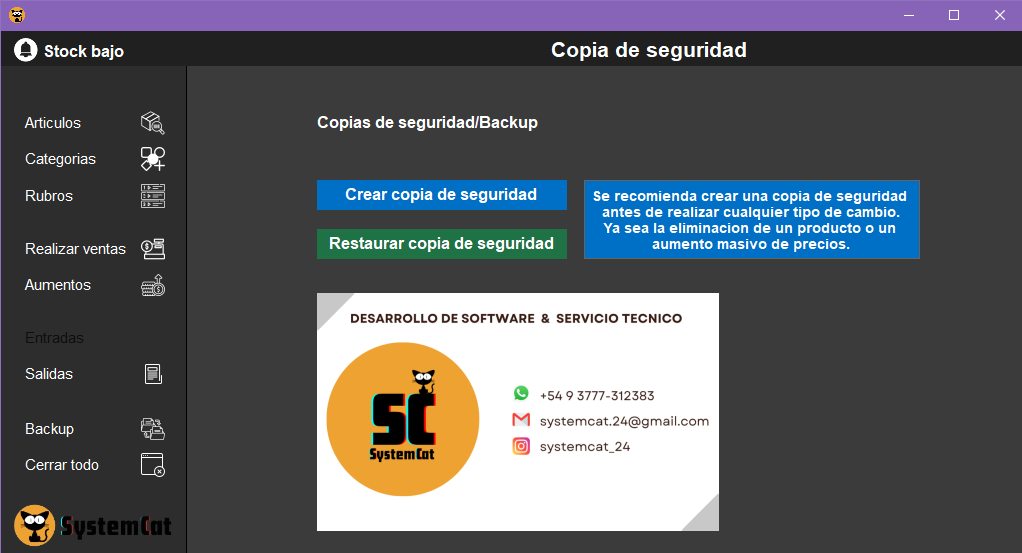 Stock bajo
Copia de seguridad
Articulos
Categorias
Rubros
Realizar ventas
Aumentos
Entradas
Salidas
Backup
Cerrar todo
SystemCat
Copias de seguridad/Backup
Crear copia de seguridad
Restaurar copia de seguridad
Se recomienda crear una copia de seguridad
antes de realizar cualquier tipo de cambio.
Ya sea la eliminacion de un producto o un
aumento masivo de precios.
DESARROLLO DE SOFTWARE & SERVICIO TECNICO
SC
SystemCat
+54 9 3777-312383
systemcat.24@gmail.com
systemcat_24